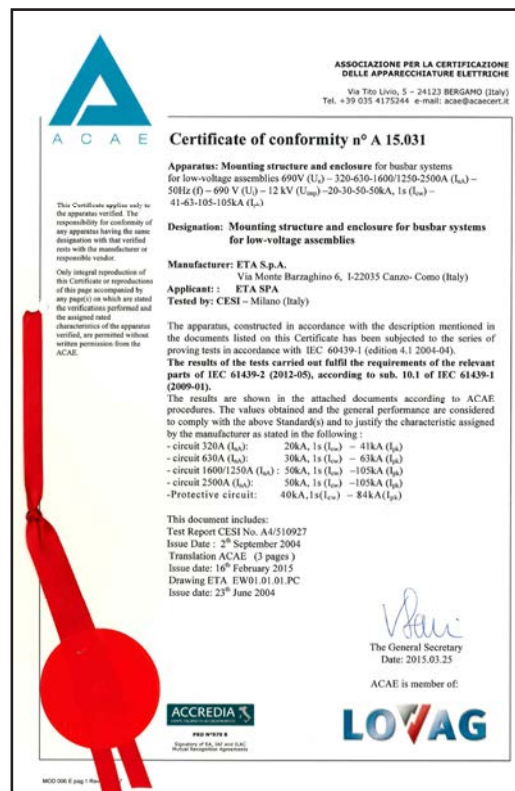 ASSOCIAZIONE PER LA CERTIFICAZIONE
DELLE APPARECCHIATURE ELETTRICHE
Via Tito Livio, 5 – 24123 BERGAMO (Italy)
Tel. +39 035 4175244 e-mail: acae@acaecert.it
A C A E
Certificate of conformity n° A 15.031
Apparatus: Mounting structure and enclosure for busbar systems
for low-voltage assemblies 690V (Ue) – 320-630-1600/1250-2500A (InA) –
50Hz (f) – 690 V (Ui) – 12 kV (Uimp) –20-30-50-50kA, 1s (Icw) –
41-63-105-105kA (Ipk)
Designation: Mounting structure and enclosure for busbar systems
for low-voltage assemblies
Manufacturer: ETA S.p.A.
Via Monte Barzaghino 6, I-22035 Canzo- Como (Italy)
Applicant: : ETA SPA
Tested by: CESI – Milano (Italy)
This Certificate applies only to
the apparatus verified. The
responsibility for conformity of
any apparatus having the same
designation with that verified
rests with the manufacturer or
responsible vendor.
Only integral reproduction of
this Certificate or reproductions
of this page accompanied by
any page(s) on which are stated
the verifications performed and
the assigned rated
characteristics of the apparatus
verified, are permitted without
written permission from the
ACAE.
The apparatus, constructed in accordance with the description mentioned in
the documents listed on this Certificate has been subjected to the series of
proving tests in accordance with IEC 60439-1 (edition 4.1 2004-04).
The results of the tests carried out fulfil the requirements of the relevant
parts of IEC 61439-2 (2012-05), according to sub. 10.1 of IEC 61439-1
(2009-01).
The results are shown in the attached documents according to ACAE
procedures. The values obtained and the general performance are considered
to comply with the above Standard(s) and to justify the characteristic assigned
by the manufacturer as stated in the following :
- circuit 320A (InA): 20kA, 1s (Icw) – 41kA (Ipk)
- circuit 630A (InA): 30kA, 1s (Icw) – 63kA (Ipk)
- circuit 1600/1250A (InA) : 50kA, 1s (Icw) –105kA (Ipk)
- circuit 2500A (InA): 50kA, 1s (Icw) –105kA (Ipk)
-Protective circuit: 40kA,1s(Icw) – 84kA(Ipk)
This document includes:
Test Report CESI No. A4/510927
Issue Date : 2th September 2004
Translation ACAE (3 pages )
Issue date: 16th February 2015
Drawing ETA EW01.01.01.PC
Issue date: 23th June 2004
The General Secretary
Date: 2015.03.25
ACAE is member of:
LOVAG
ACCREDIA
PRD N°079 B
Signatory of EA, IAF and ILAC
Mutual Recognition Agreements
MOD 006 E pag 1 Rev